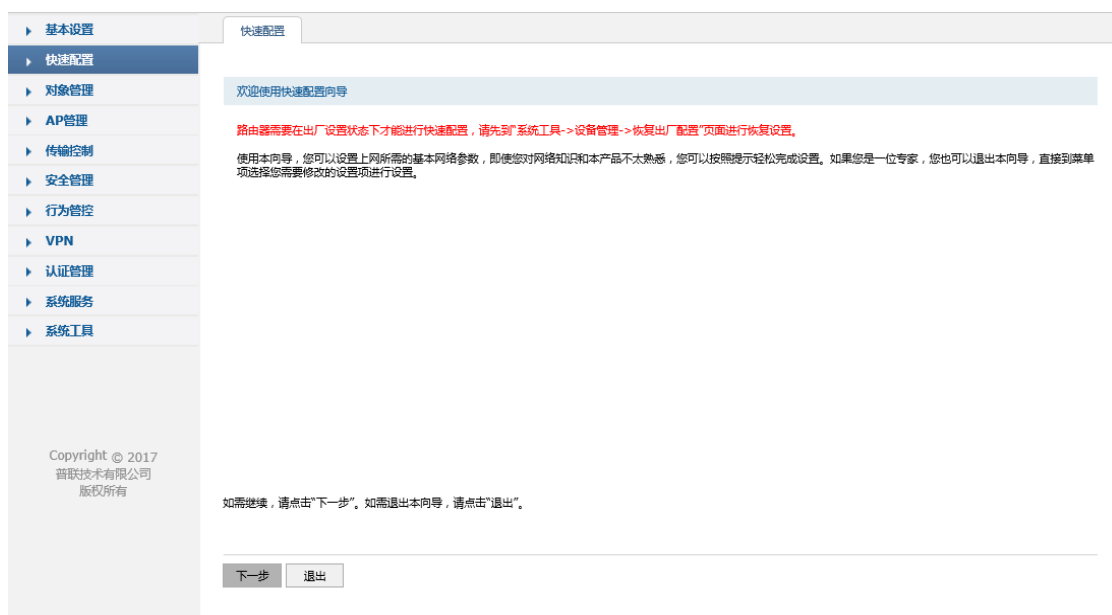 基本设置
快速配置
对象管理
AP管理
传输控制
安全管理
行为管控
VPN
认证管理
系统服务
系统工具
Copyright © 2017
普联技术有限公司
版权所有
快速配置
欢迎使用快速配置向导
路由器需要在出厂设置状态下才能进行快速配置，请先到"系统工具->设备管理->恢复出厂配置"页面进行恢复设置。
使用本向导，您可以设置上网所需的基本网络参数，即使您对网络知识和本产品不太熟悉，您可以按照提示轻松完成设置。如果您是一位专家，您也可以退出本向导，直接到菜单
项选择您需要修改的设置项进行设置。
如需继续，请点击"下一步"。如需退出本向导，请点击"退出"。
下一步
退出